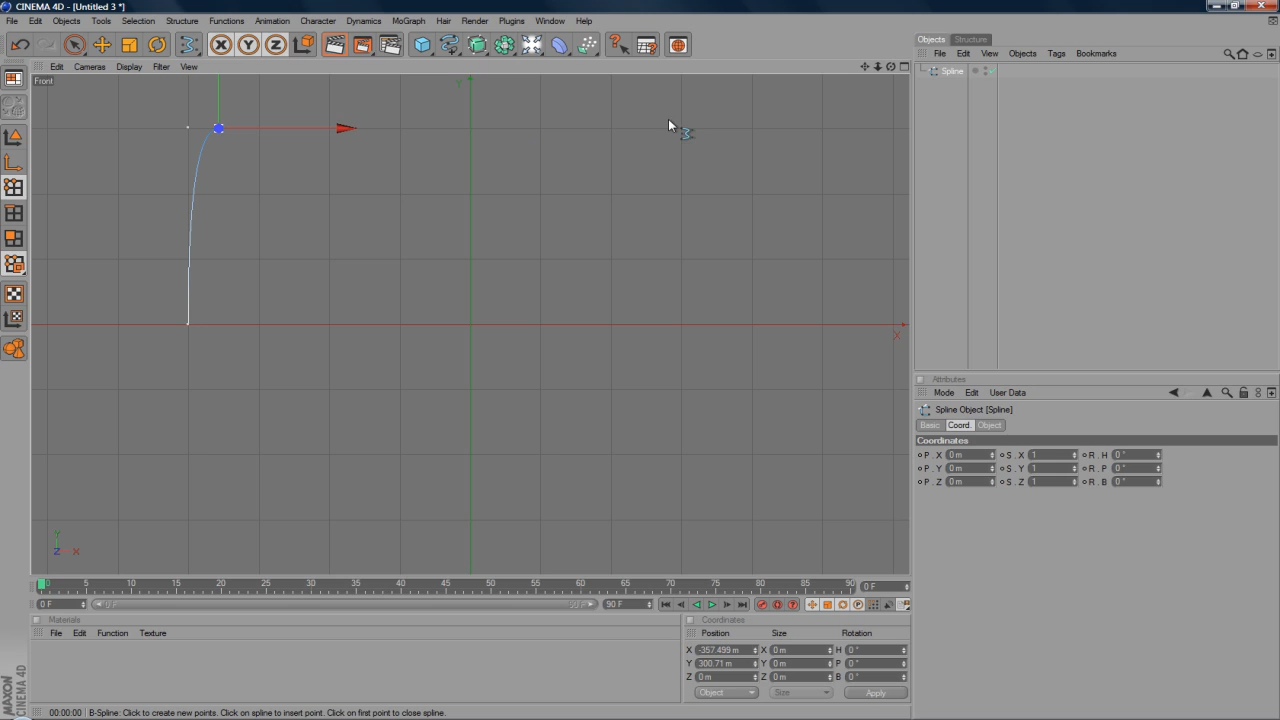 CINEMA 4D - [Untitled 3 *]
File Edit Objects Tools Selection Structure Functions Animation Character Dynamics MoGraph Hair Render Plugins Window Help
X Y Z
Objects Structure
File Edit View Objects Tags Bookmarks
Edit Cameras Display Filter View
Spline
Front
Y
X
Attributes
Mode Edit User Data
Spline Object [Spline]
Basic Coord. Object
Coordinates
P . X 0 m S . X 1 R . H 0 °
P . Y 0 m S . Y 1 R . P 0 °
P . Z 0 m S . Z 1 R . B 0 °
Y
Z X
0 5 10 15 20 25 30 35 40 45 50 55 60 65 70 75 80 85 90 0 F
0 F 0 F 90 F 90 F
Materials
File Edit Function Texture
Coordinates
Position Size Rotation
X -357.499 m X 0 m H 0 °
Y 300.71 m Y 0 m P 0 °
Z 0 m Z 0 m B 0 °
Object Size Apply
MAXON
CINEMA 4D
00:00:00 B-Spline: Click to create new points. Click on spline to insert point. Click on first point to close spline.